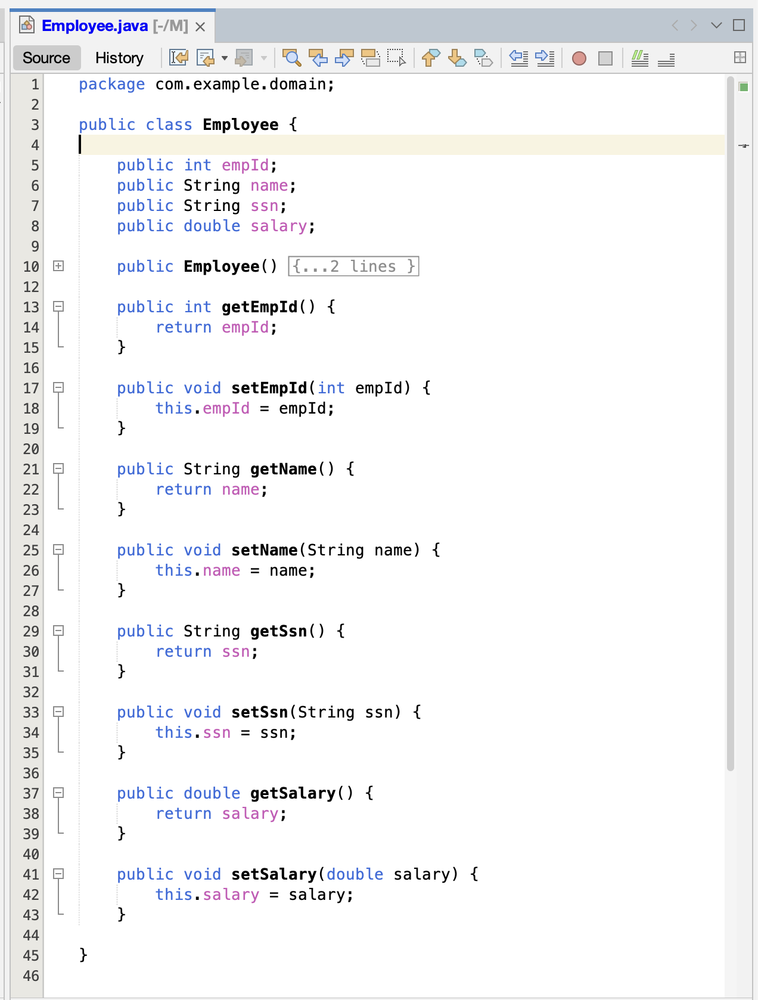 Employee.java [-/M]
Source History
1 package com.example.domain;
2
3 public class Employee {
4
5     public int empId;
6     public String name;
7     public String ssn;
8     public double salary;
9
10     public Employee() {...2 lines }
12
13     public int getEmpId() {
14         return empId;
15     }
16
17     public void setEmpId(int empId) {
18         this.empId = empId;
19     }
20
21     public String getName() {
22         return name;
23     }
24
25     public void setName(String name) {
26         this.name = name;
27     }
28
29     public String getSsn() {
30         return ssn;
31     }
32
33     public void setSsn(String ssn) {
34         this.ssn = ssn;
35     }
36
37     public double getSalary() {
38         return salary;
39     }
40
41     public void setSalary(double salary) {
42         this.salary = salary;
43     }
44
45 }
46